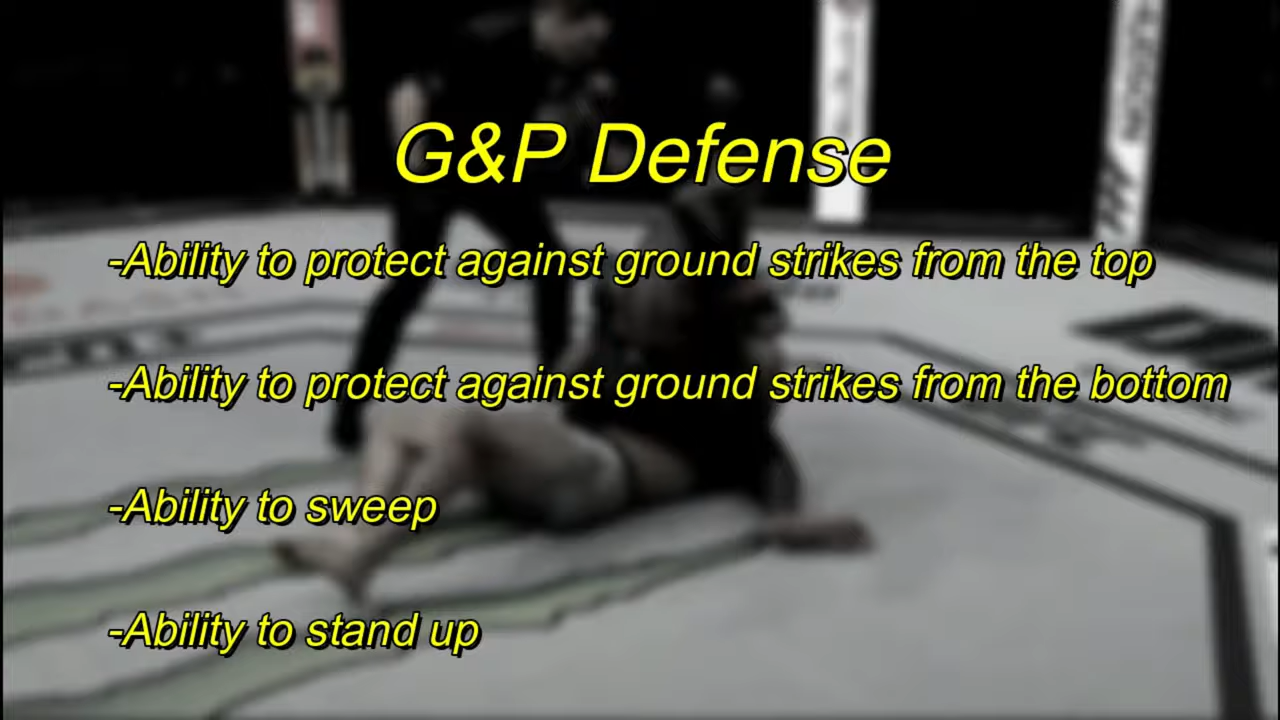 G&P Defense
-Ability to protect against ground strikes from the top
-Ability to protect against ground strikes from the bottom
-Ability to sweep
-Ability to stand up